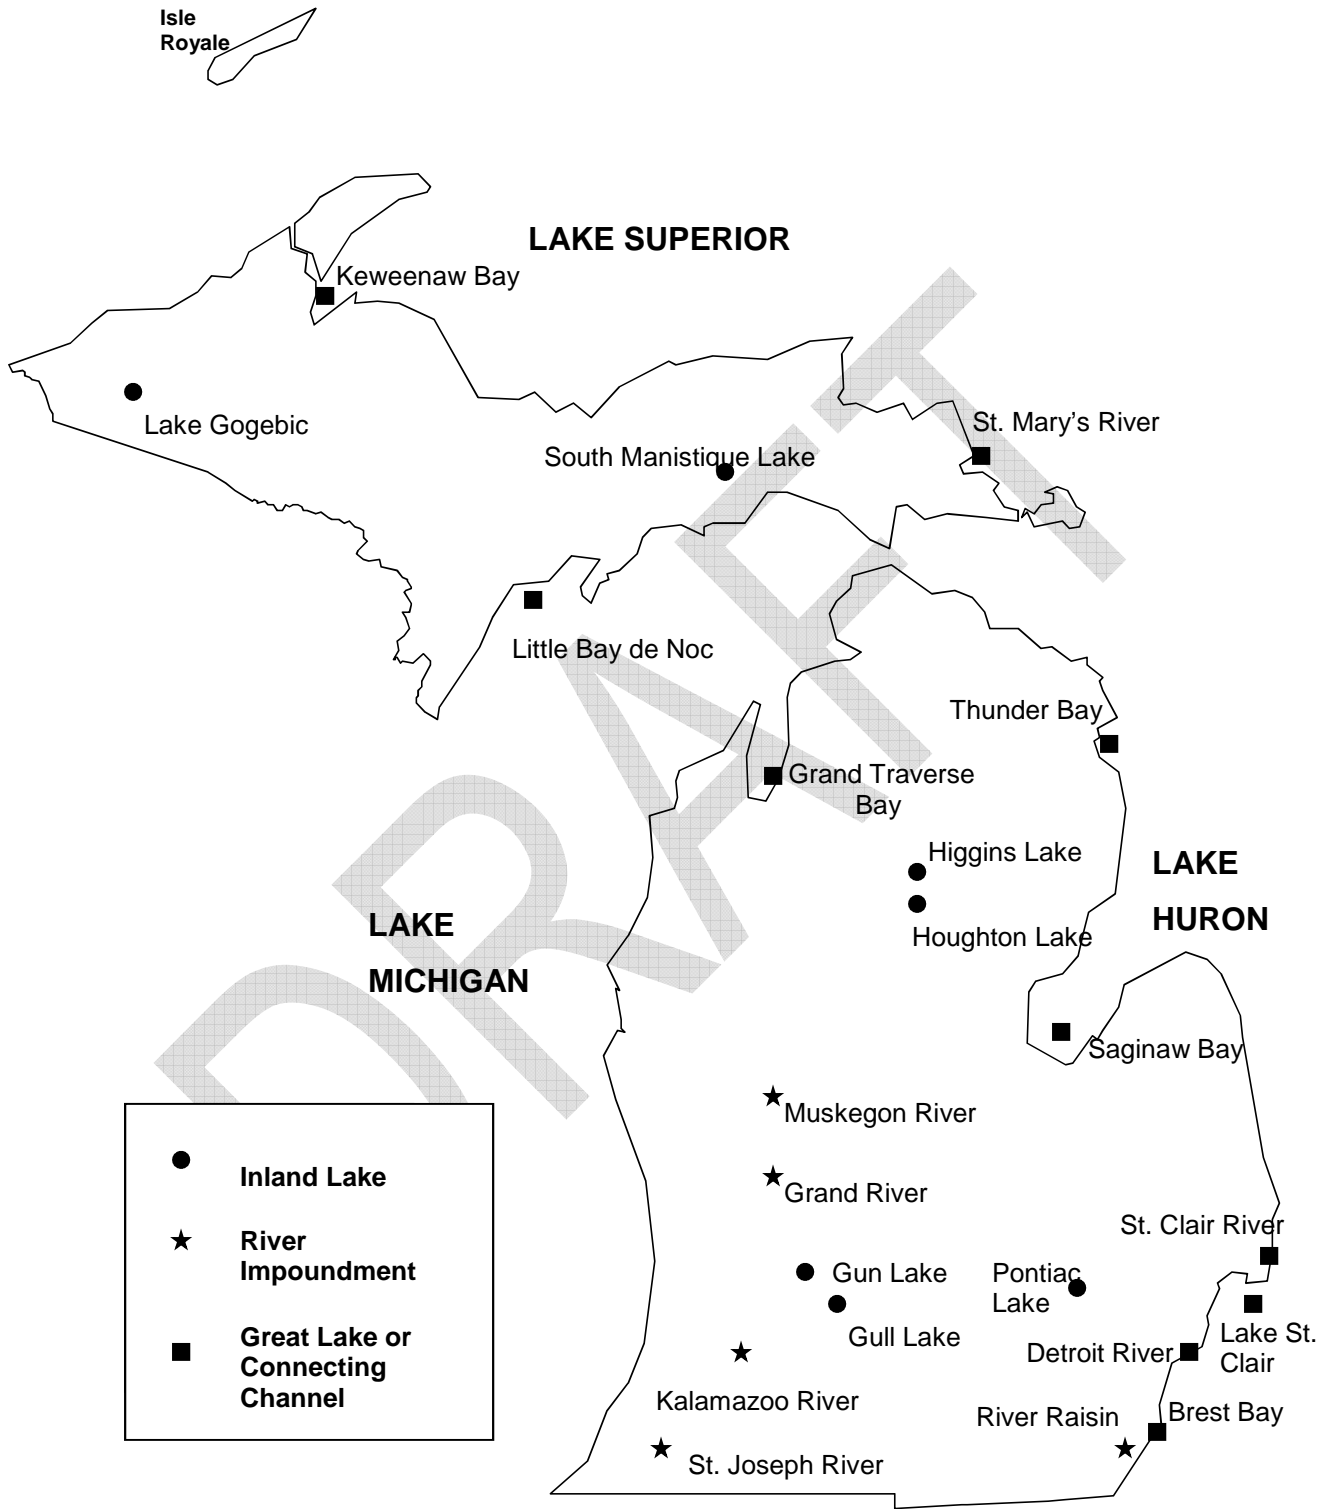 Isle
Royale
LAKE SUPERIOR
Keweenaw Bay
Lake Gogebic
St. Mary’s River
South Manistique Lake
Little Bay de Noc
Thunder Bay
Grand Traverse
Bay
Higgins Lake
LAKE
HURON
Houghton Lake
LAKE
MICHIGAN
Saginaw Bay
Muskegon River
Grand River
St. Clair River
Gun Lake
Pontiac
Lake
Gull Lake
Detroit River
Lake St.
Clair
Kalamazoo River
River Raisin
Brest Bay
St. Joseph River
Inland Lake
River
Impoundment
Great Lake or
Connecting
Channel
DRAFT